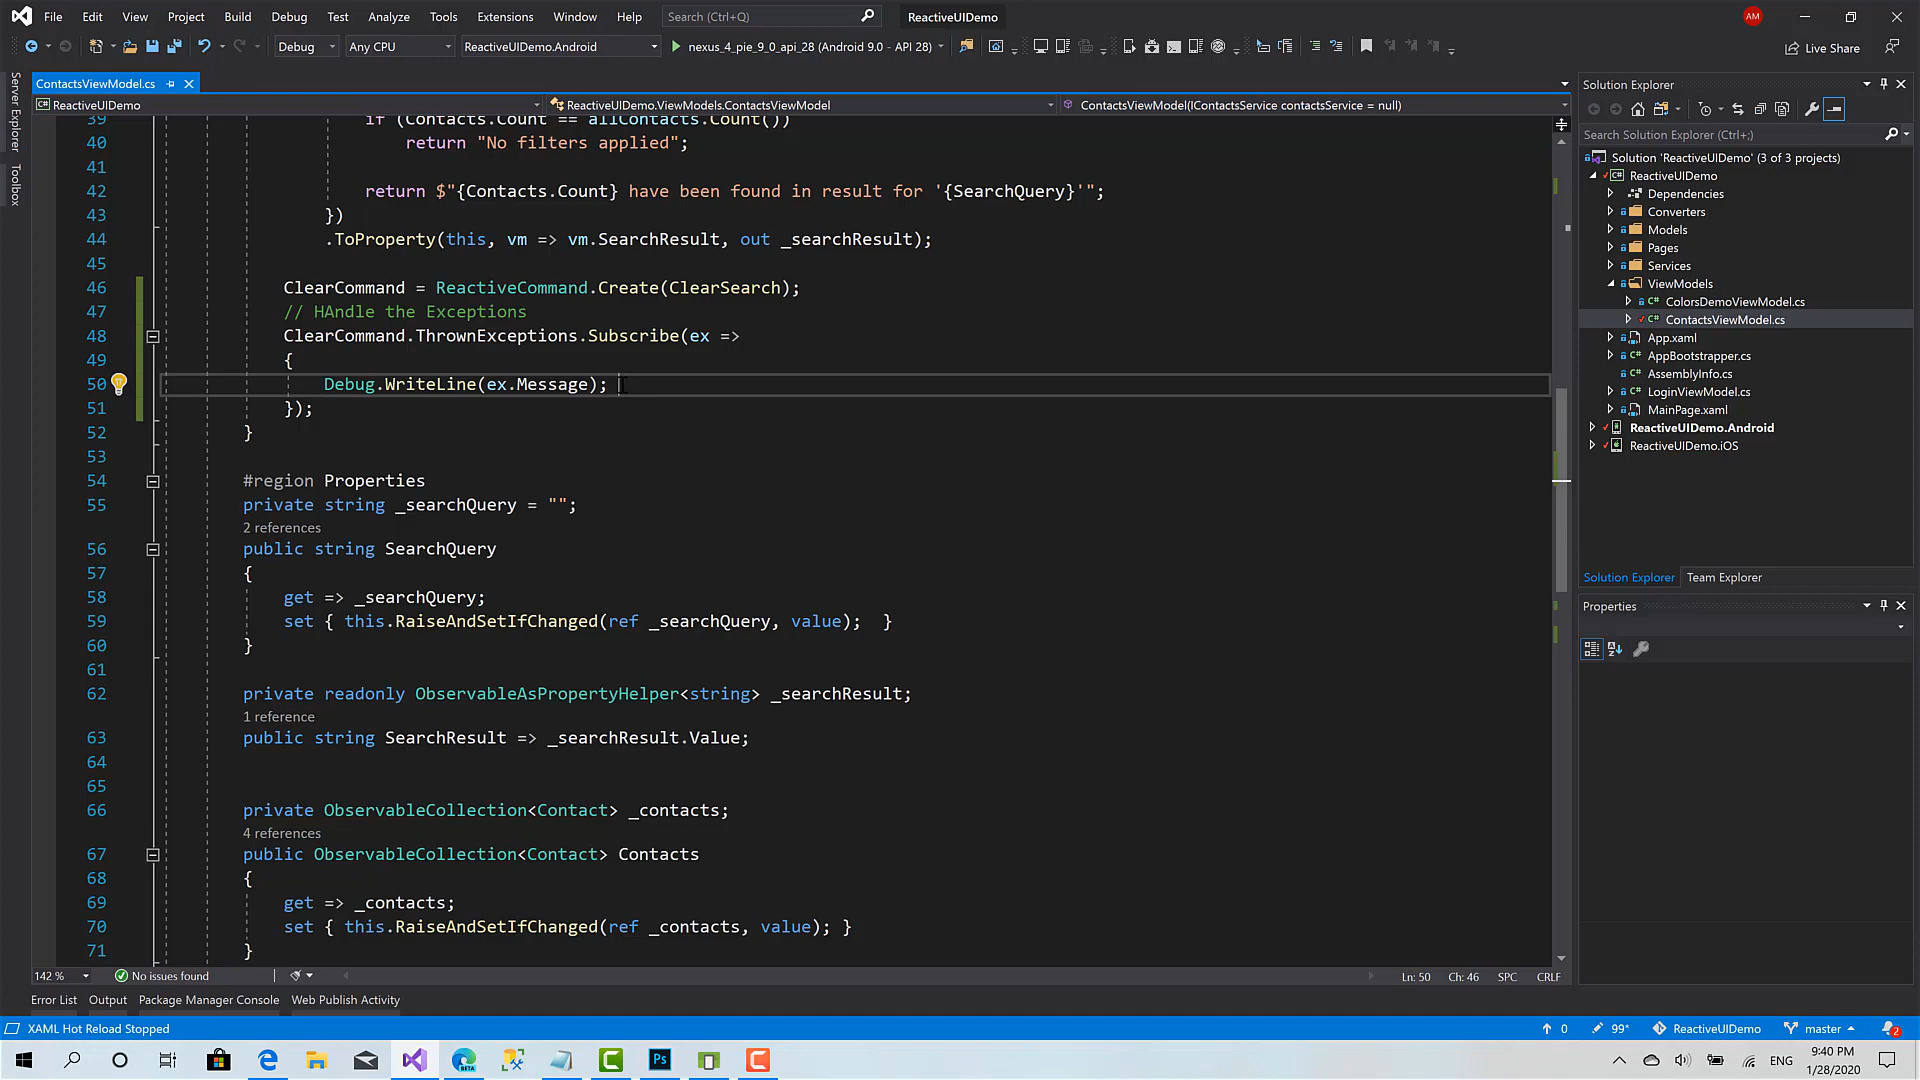 File Edit View Project Build Debug Test Analyze Tools Extensions Window Help Search (Ctrl+Q) ReactiveUIDemo AM
Debug Any CPU ReactiveUIDemo.Android nexus_4_pie_9_0_api_28 (Android 9.0 - API 28) Live Share
Server Explorer
Toolbox
ContactsViewModel.cs
ReactiveUIDemo ReactiveUIDemo.ViewModels.ContactsViewModel ContactsViewModel(IContactsService contactsService = null)
39 if (Contacts.Count == allContacts.Count())
40 return "No filters applied";
41
42 return $"{Contacts.Count} have been found in result for '{SearchQuery}'";
43 })
44 .ToProperty(this, vm => vm.SearchResult, out _searchResult);
45
46 ClearCommand = ReactiveCommand.Create(ClearSearch);
47 // HAndle the Exceptions
48 ClearCommand.ThrownExceptions.Subscribe(ex =>
49 {
50 Debug.WriteLine(ex.Message);
51 });
52 }
53
54 #region Properties
55 private string _searchQuery = "";
2 references
56 public string SearchQuery
57 {
58 get => _searchQuery;
59 set { this.RaiseAndSetIfChanged(ref _searchQuery, value); }
60 }
61
62 private readonly ObservableAsPropertyHelper<string> _searchResult;
1 reference
63 public string SearchResult => _searchResult.Value;
64
65
66 private ObservableCollection<Contact> _contacts;
4 references
67 public ObservableCollection<Contact> Contacts
68 {
69 get => _contacts;
70 set { this.RaiseAndSetIfChanged(ref _contacts, value); }
71 }
142 % No issues found Ln: 50 Ch: 46 SPC CRLF
Error List Output Package Manager Console Web Publish Activity
Solution Explorer
Search Solution Explorer (Ctrl+;)
Solution 'ReactiveUIDemo' (3 of 3 projects)
ReactiveUIDemo
Dependencies
Converters
Models
Pages
Services
ViewModels
ColorsDemoViewModel.cs
ContactsViewModel.cs
App.xaml
AppBootstrapper.cs
AssemblyInfo.cs
LoginViewModel.cs
MainPage.xaml
ReactiveUIDemo.Android
ReactiveUIDemo.iOS
Solution Explorer Team Explorer
Properties
XAML Hot Reload Stopped 0 99* ReactiveUIDemo master 2
ENG 9:40 PM
1/28/2020